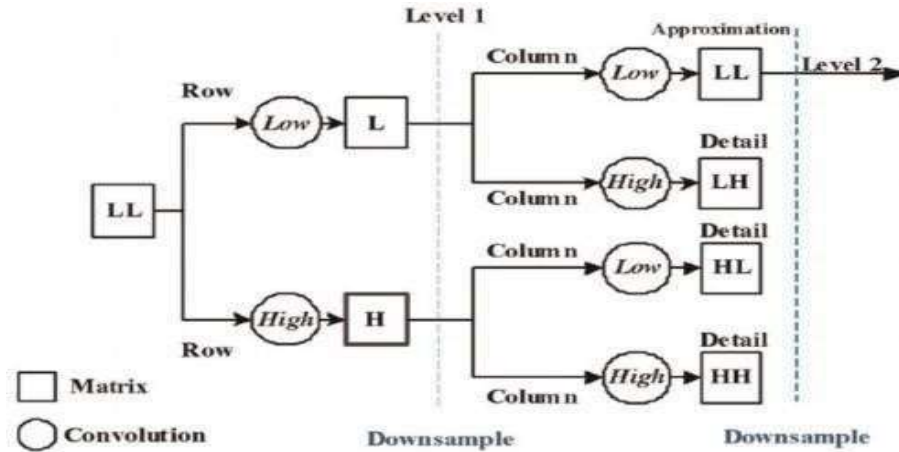 Level 1
Approximation
Column
Low
LL
Level 2
Row
Low
L
Detail
High
LH
Column
LL
Detail
Column
Low
HL
High
H
Row
Detail
High
HH
Column
Matrix
Convolution
Downsample
Downsample